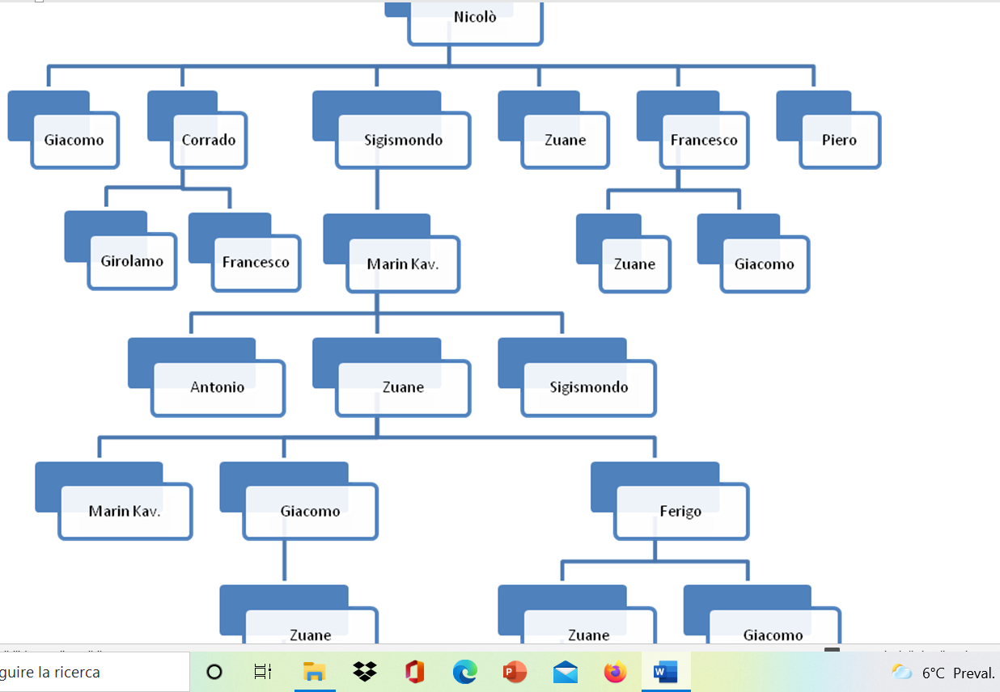 Nicolò
Giacomo
Corrado
Sigismondo
Zuane
Francesco
Piero
Girolamo
Francesco
Marin Kav.
Zuane
Giacomo
Antonio
Zuane
Sigismondo
Marin Kav.
Giacomo
Ferigo
Zuane
Zuane
Giacomo
guire la ricerca
6°C Preval.